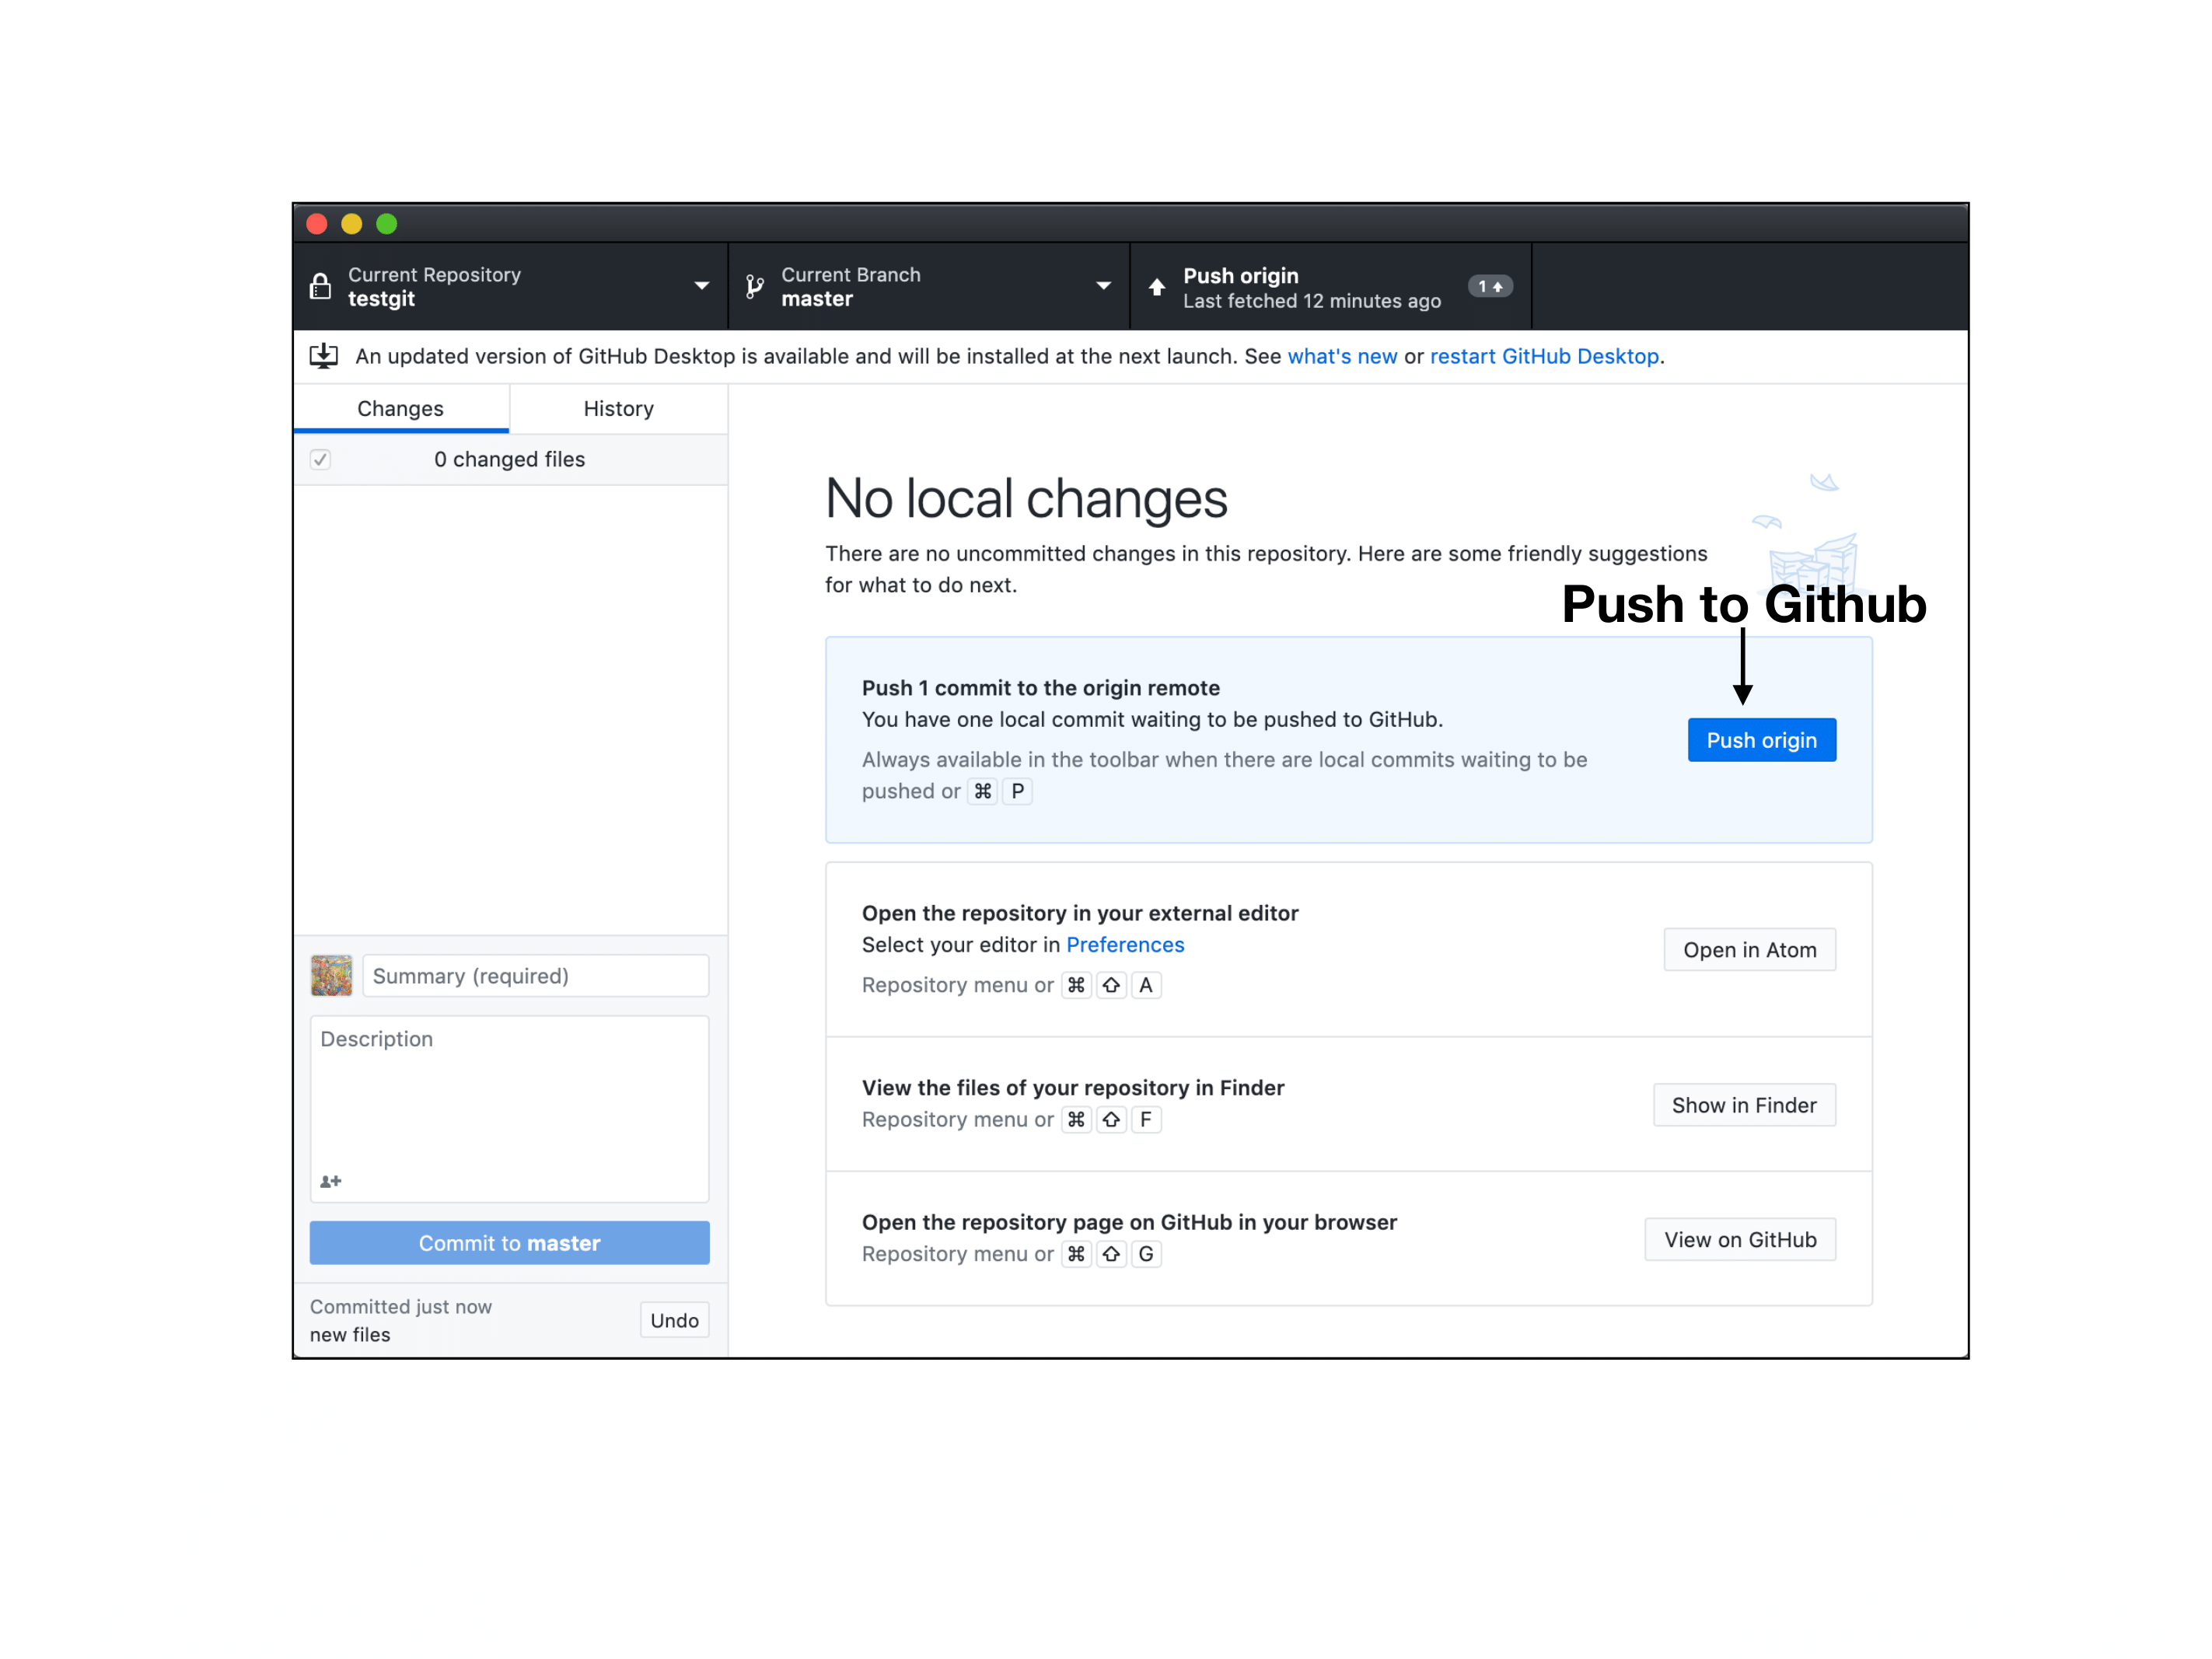 Current Repository
testgit
Current Branch
master
Push origin
Last fetched 12 minutes ago
1
An updated version of GitHub Desktop is available and will be installed at the next launch. See what's new or restart GitHub Desktop.
Changes
History
0 changed files
No local changes
There are no uncommitted changes in this repository. Here are some friendly suggestions
for what to do next.
Push to Github
Push 1 commit to the origin remote
You have one local commit waiting to be pushed to GitHub.
Always available in the toolbar when there are local commits waiting to be
pushed or ⌘ P
Push origin
Open the repository in your external editor
Select your editor in Preferences
Repository menu or ⌘ ⇧ A
Open in Atom
View the files of your repository in Finder
Repository menu or ⌘ ⇧ F
Show in Finder
Open the repository page on GitHub in your browser
Repository menu or ⌘ ⇧ G
View on GitHub
Summary (required)
Description
Commit to master
Committed just now
new files
Undo